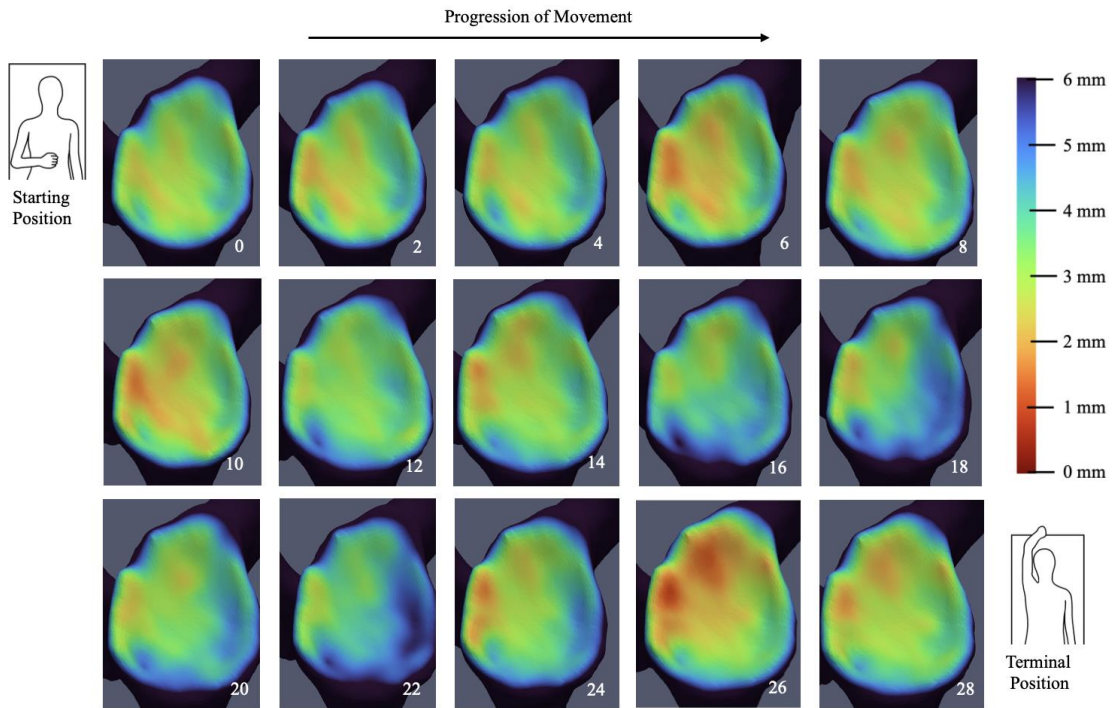 Progression of Movement
Starting
Position
0
2
4
6
8
10
12
14
16
18
20
22
24
26
28
6 mm
5 mm
4 mm
3 mm
2 mm
1 mm
0 mm
Terminal
Position